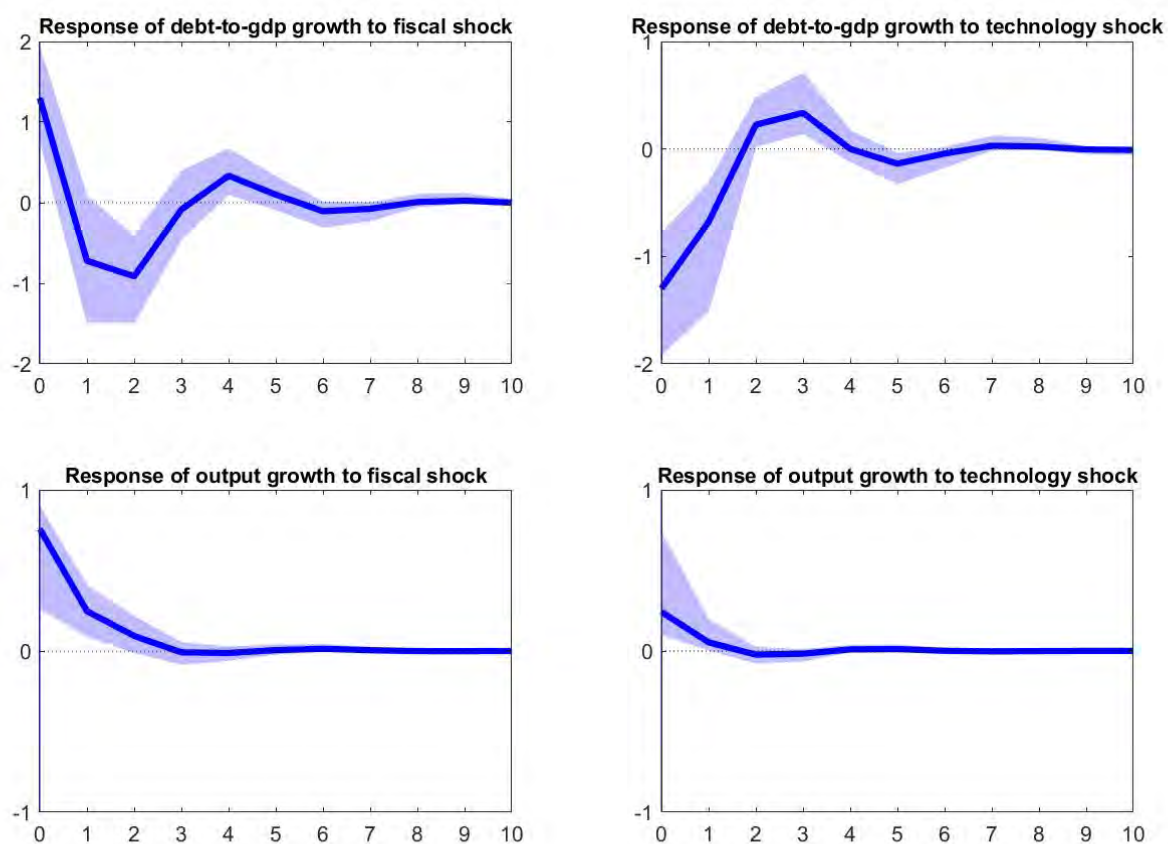 Response of debt-to-gdp growth to fiscal shock
2
1
0
-1
-2
0 1 2 3 4 5 6 7 8 9 10
Response of debt-to-gdp growth to technology shock
1
0
-1
-2
0 1 2 3 4 5 6 7 8 9 10
Response of output growth to fiscal shock
1
0
-1
0 1 2 3 4 5 6 7 8 9 10
Response of output growth to technology shock
1
0
-1
0 1 2 3 4 5 6 7 8 9 10